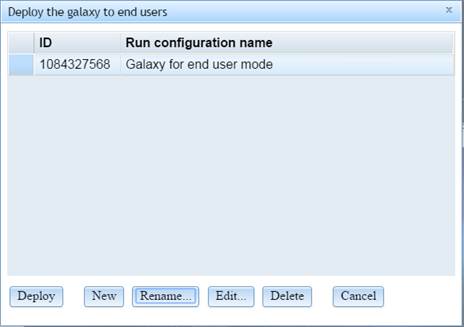 Deploy the galaxy to end users x
ID Run configuration name
1084327568 Galaxy for end user mode
Deploy New Rename... Edit... Delete Cancel